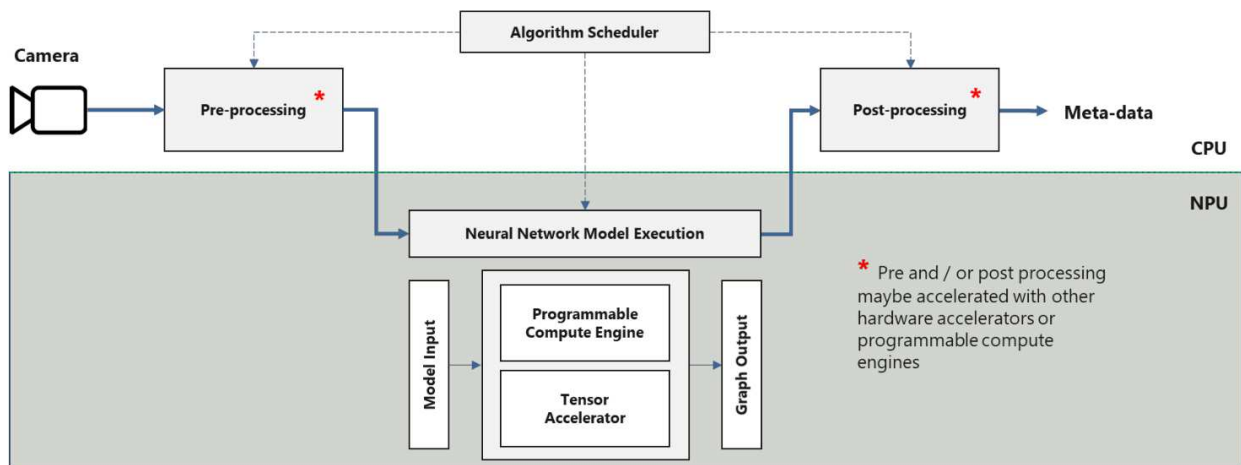 Algorithm Scheduler
Camera
Pre-processing *
Post-processing *
Meta-data
CPU
NPU
Neural Network Model Execution
Model Input
Programmable
Compute Engine
Tensor
Accelerator
Graph Output
* Pre and / or post processing
maybe accelerated with other
hardware accelerators or
programmable compute
engines